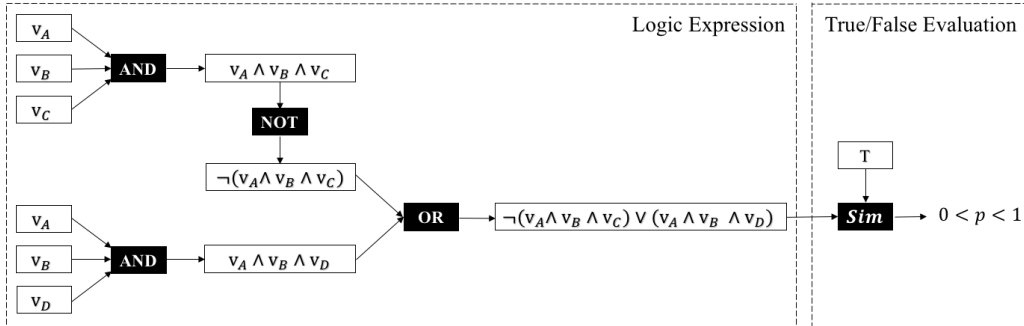 Logic Expression
True/False Evaluation
v_A
v_B
v_C
AND
v_A ∧ v_B ∧ v_C
NOT
¬(v_A∧ v_B ∧ v_C)
v_A
v_B
v_D
AND
v_A ∧ v_B ∧ v_D
OR
¬(v_A∧ v_B ∧ v_C) ∨ (v_A∧ v_B ∧ v_D)
T
Sim
0 < p < 1